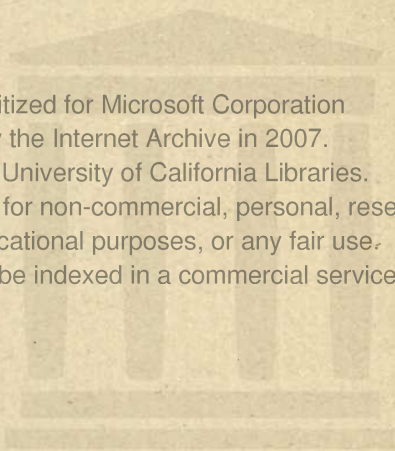 itized for Microsoft Corporation
the Internet Archive in 2007.
University of California Libraries.
for non-commercial, personal, rese
cational purposes, or any fair use.
be indexed in a commercial service